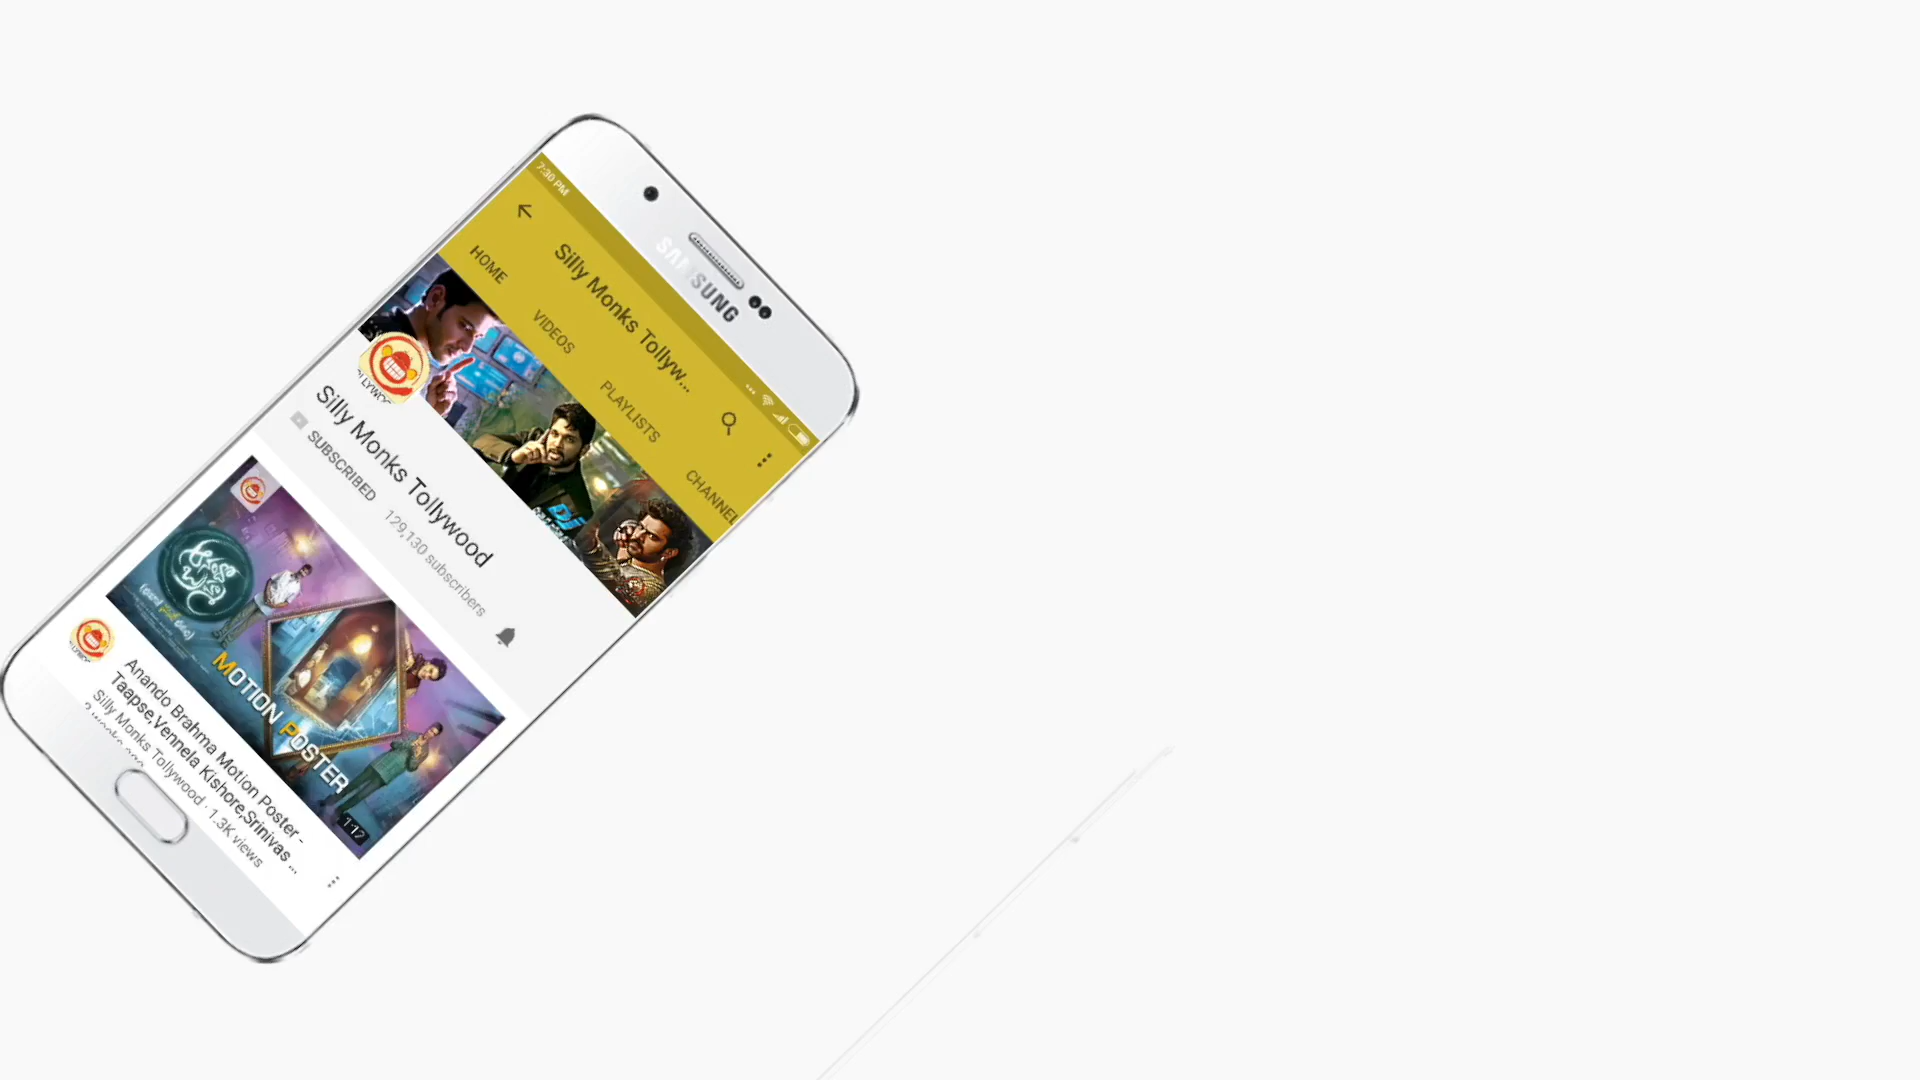 SAMSUNG
7:30 PM
Silly Monks Tollyw...
HOME VIDEOS PLAYLISTS CHANNEL
Silly Monks Tollywood
SUBSCRIBED 129,130 subscribers
MOTION POSTER
1:12
Anando Brahma Motion Poster -
Taapse,Vennela Kishore,Srinivas ...
Silly Monks Tollywood · 1.3K views